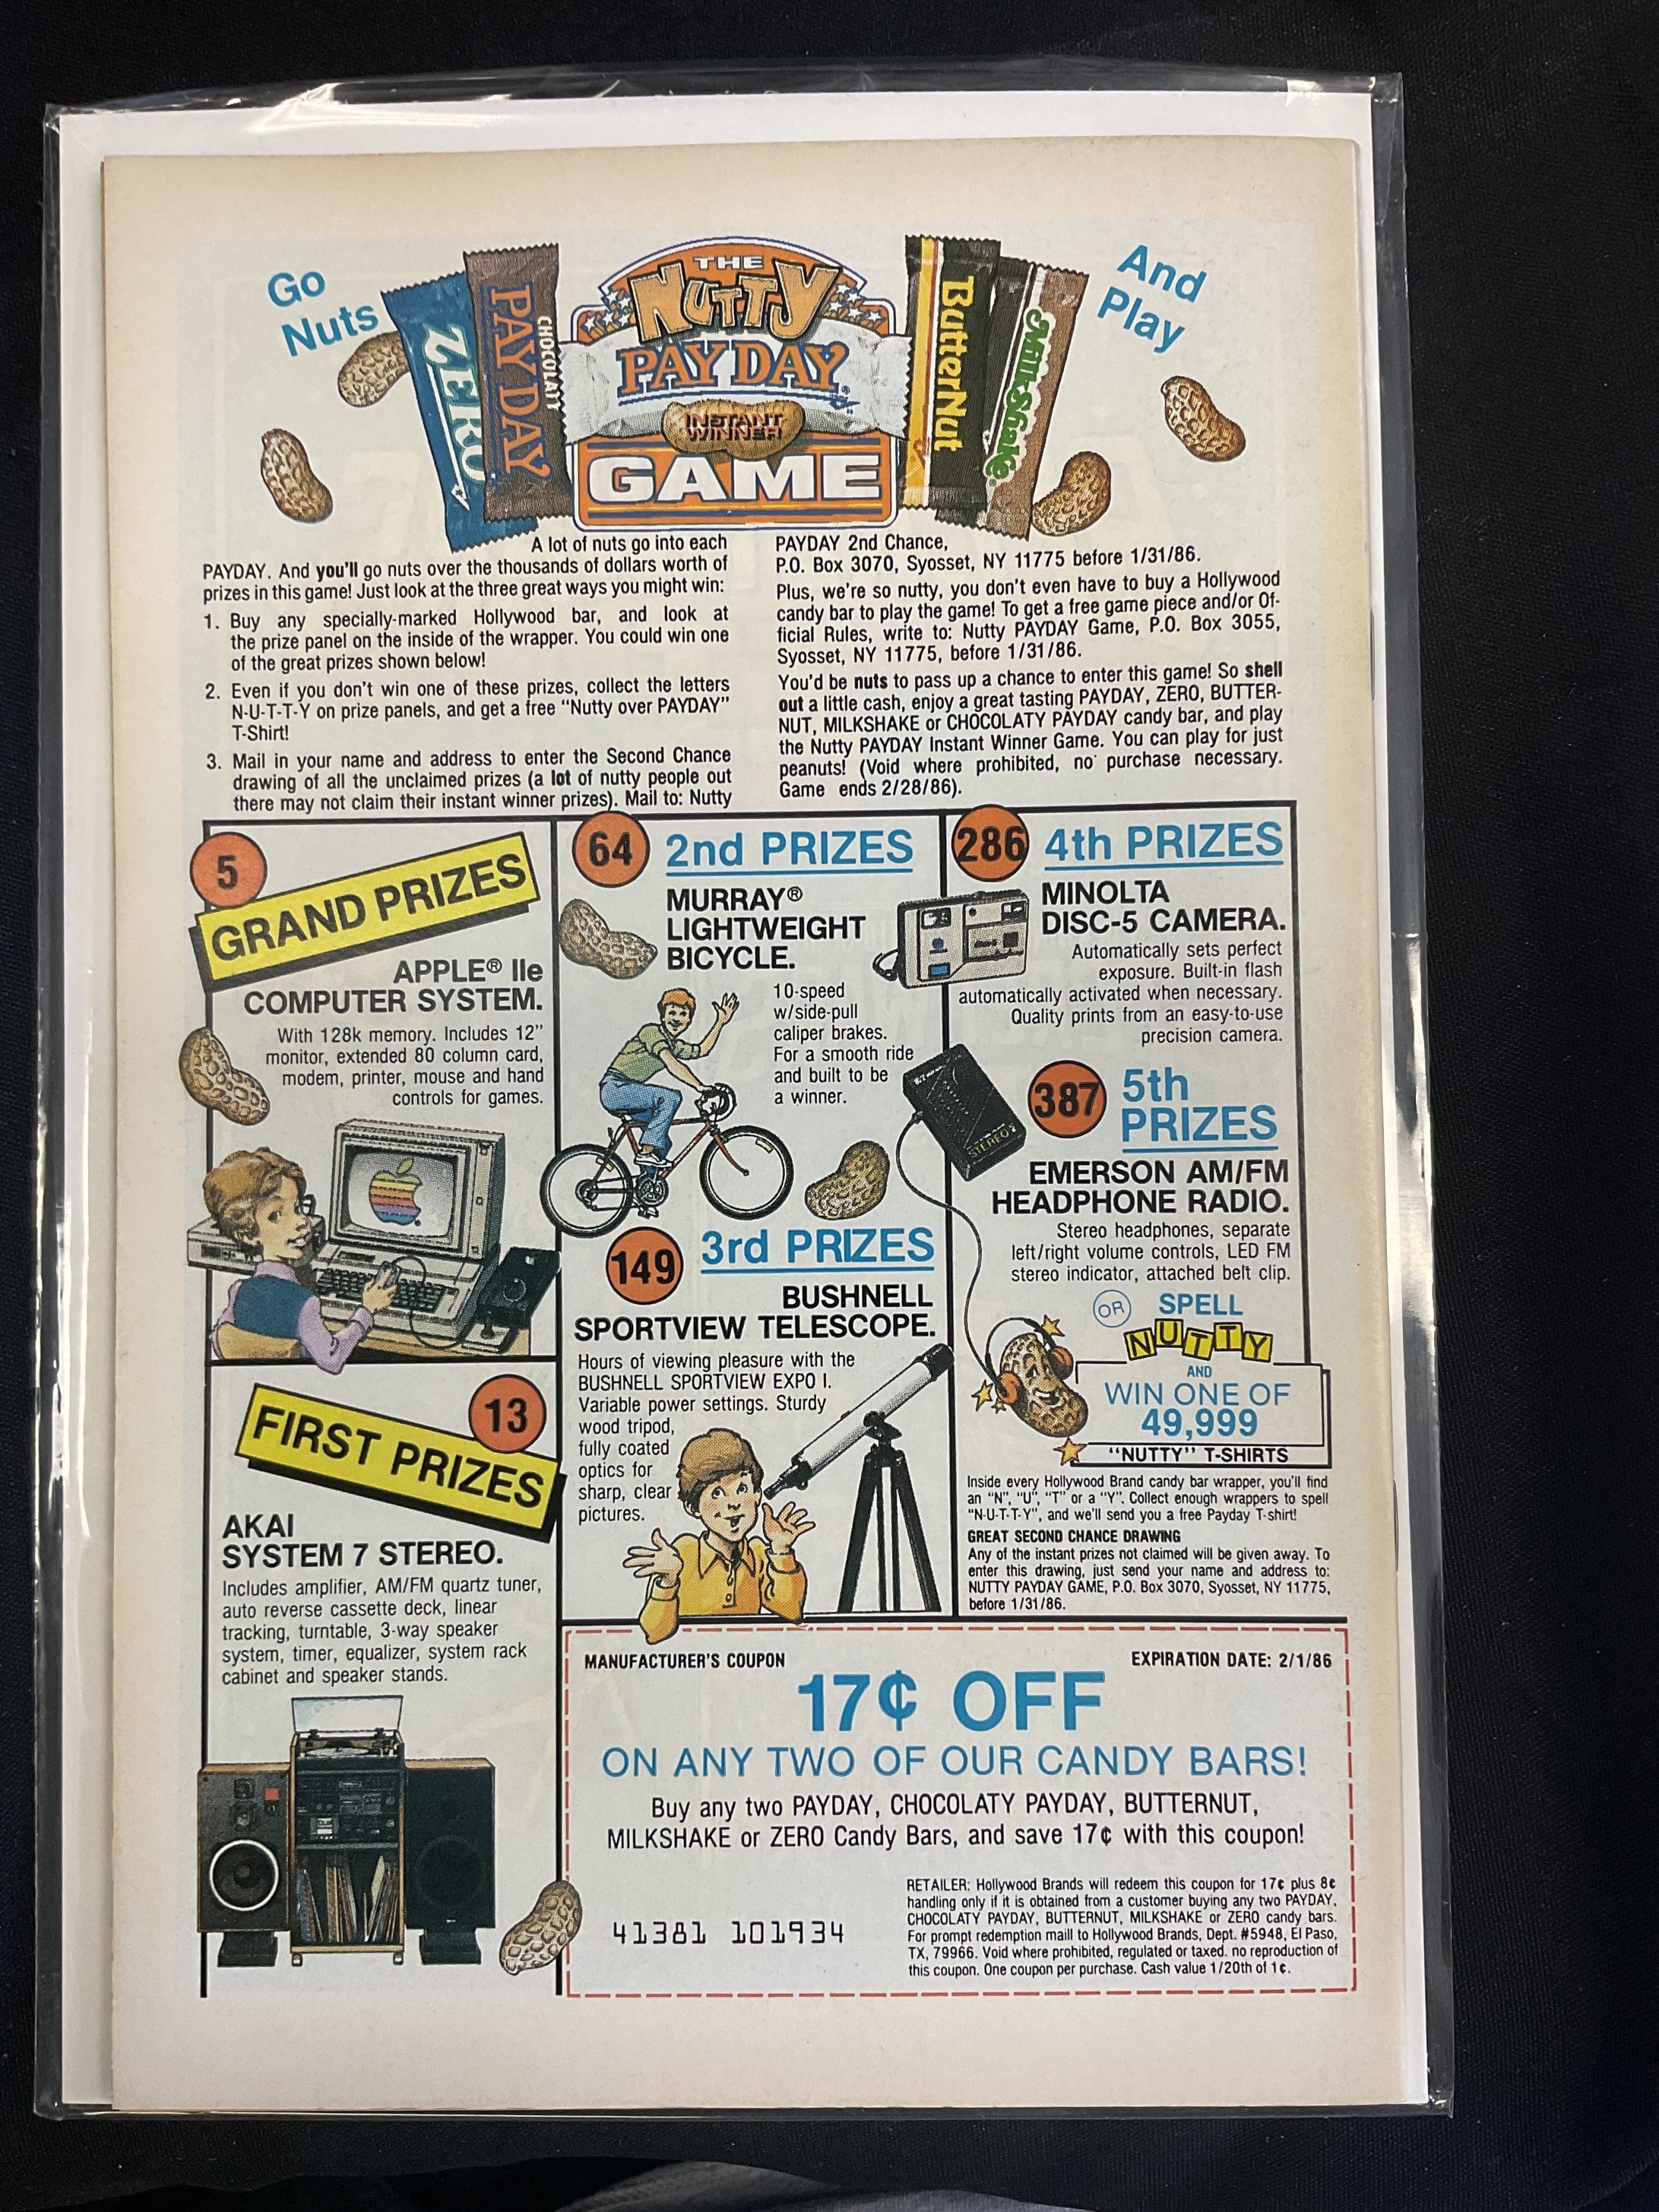 Go
Nuts
ZERO
CHOCOLATY
PAY DAY
THE
NUTTY
PAY DAY®
INSTANT
WINNER
GAME
ButterNut
Milk Shake®
And
Play
A lot of nuts go into each
PAYDAY. And you'll go nuts over the thousands of dollars worth of
prizes in this game! Just look at the three great ways you might win:
1. Buy any specially-marked Hollywood bar, and look at
the prize panel on the inside of the wrapper. You could win one
of the great prizes shown below!
2. Even if you don't win one of these prizes, collect the letters
N-U-T-T-Y on prize panels, and get a free "Nutty over PAYDAY"
T-Shirt!
3. Mail in your name and address to enter the Second Chance
drawing of all the unclaimed prizes (a lot of nutty people out
there may not claim their instant winner prizes). Mail to: Nutty
PAYDAY 2nd Chance,
P.O. Box 3070, Syosset, NY 11775 before 1/31/86.
Plus, we're so nutty, you don't even have to buy a Hollywood
candy bar to play the game! To get a free game piece and/or Of-
ficial Rules, write to: Nutty PAYDAY Game, P.O. Box 3055,
Syosset, NY 11775, before 1/31/86.
You'd be nuts to pass up a chance to enter this game! So shell
out a little cash, enjoy a great tasting PAYDAY, ZERO, BUTTER-
NUT, MILKSHAKE or CHOCOLATY PAYDAY candy bar, and play
the Nutty PAYDAY Instant Winner Game. You can play for just
peanuts! (Void where prohibited, no purchase necessary.
Game ends 2/28/86).
5
GRAND PRIZES
APPLE® IIe
COMPUTER SYSTEM.
With 128k memory. Includes 12"
monitor, extended 80 column card,
modem, printer, mouse and hand
controls for games.
13
FIRST PRIZES
AKAI
SYSTEM 7 STEREO.
Includes amplifier, AM/FM quartz tuner,
auto reverse cassette deck, linear
tracking, turntable, 3-way speaker
system, timer, equalizer, system rack
cabinet and speaker stands.
64
2nd PRIZES
MURRAY®
LIGHTWEIGHT
BICYCLE.
10-speed
w/side-pull
caliper brakes.
For a smooth ride
and built to be
a winner.
149
3rd PRIZES
BUSHNELL
SPORTVIEW TELESCOPE.
Hours of viewing pleasure with the
BUSHNELL SPORTVIEW EXPO I.
Variable power settings. Sturdy
wood tripod,
fully coated
optics for
sharp, clear
pictures.
286
4th PRIZES
MINOLTA
DISC-5 CAMERA.
Automatically sets perfect
exposure. Built-in flash
automatically activated when necessary.
Quality prints from an easy-to-use
precision camera.
STEREO
387
5th
PRIZES
EMERSON AM/FM
HEADPHONE RADIO.
Stereo headphones, separate
left/right volume controls, LED FM
stereo indicator, attached belt clip.
OR
SPELL
NUTTY
AND
WIN ONE OF
49,999
"NUTTY" T-SHIRTS
Inside every Hollywood Brand candy bar wrapper, you'll find
an "N", "U", "T" or a "Y". Collect enough wrappers to spell
"N-U-T-T-Y", and we'll send you a free Payday T-shirt!
GREAT SECOND CHANCE DRAWING
Any of the instant prizes not claimed will be given away. To
enter this drawing, just send your name and address to:
NUTTY PAYDAY GAME, P.O. Box 3070, Syosset, NY 11775,
before 1/31/86.
MANUFACTURER'S COUPON
EXPIRATION DATE: 2/1/86
17¢ OFF
ON ANY TWO OF OUR CANDY BARS!
Buy any two PAYDAY, CHOCOLATY PAYDAY, BUTTERNUT,
MILKSHAKE or ZERO Candy Bars, and save 17¢ with this coupon!
41381 101934
RETAILER: Hollywood Brands will redeem this coupon for 17¢ plus 8¢
handling only if it is obtained from a customer buying any two PAYDAY,
CHOCOLATY PAYDAY, BUTTERNUT, MILKSHAKE or ZERO candy bars.
For prompt redemption maill to Hollywood Brands, Dept. #5948, El Paso,
TX, 79966. Void where prohibited, regulated or taxed. no reproduction of
this coupon. One coupon per purchase. Cash value 1/20th of 1¢.